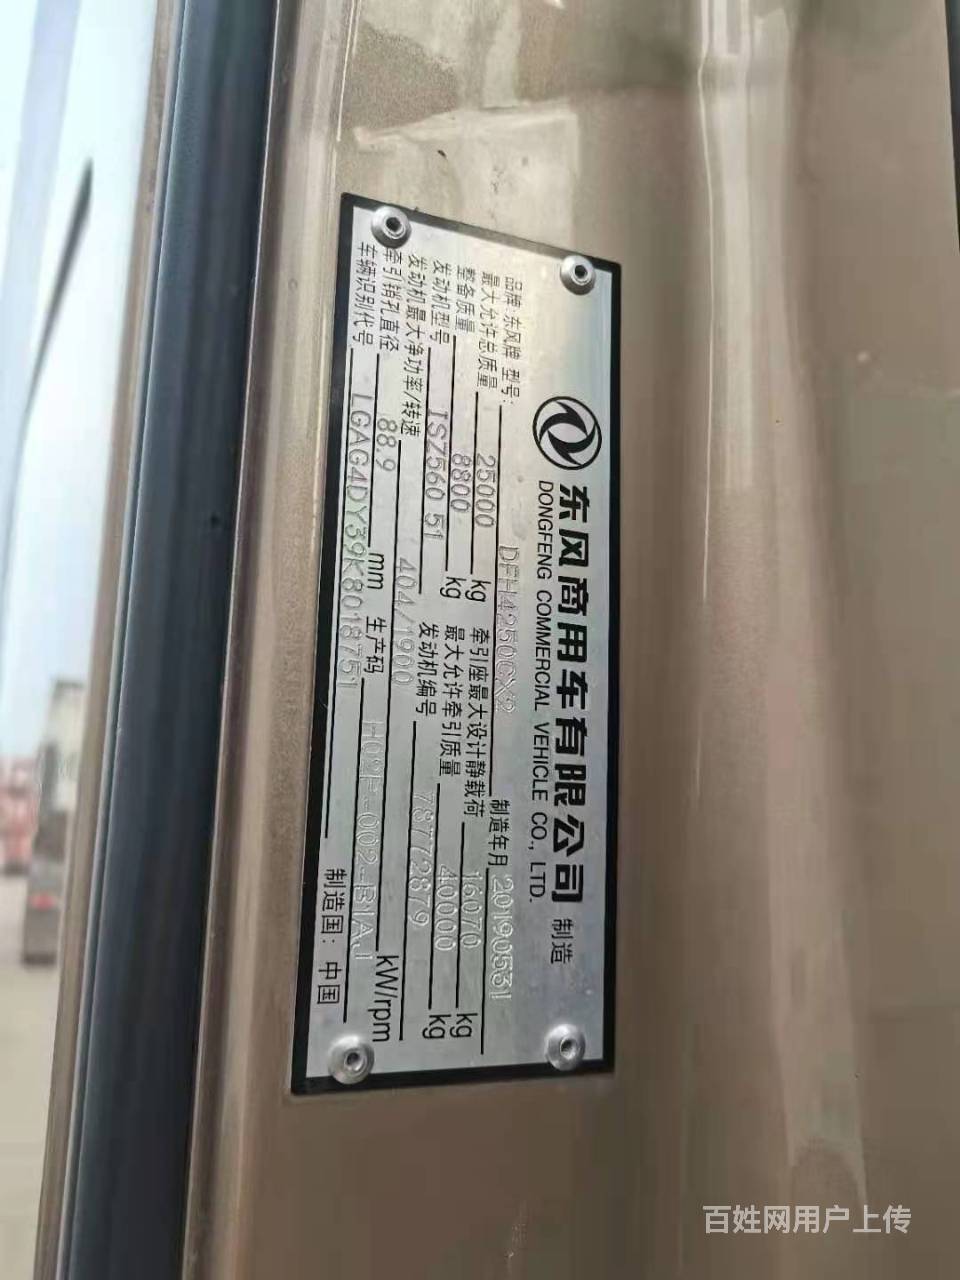 东风商用车有限公司 制造
DONGFENG COMMERCIAL VEHICLE CO., LTD.
品牌:东风牌 型号: DFH4250CX2 制造年月 20190531
最大允许总质量 25000 kg 牵引座最大设计静载荷 16070 kg
整备质量 8800 kg 最大允许牵引质量 40000 kg
发动机型号 ISZ560 51 发动机编号 78772879
发动机最大净功率/转速 404/1900 kW/rpm
牵引销孔直径 88.9 mm 生产码 H02H-002-B1AJ
车辆识别代号 LGAG4DY39K8018751 制造国: 中国
百姓网用户上传